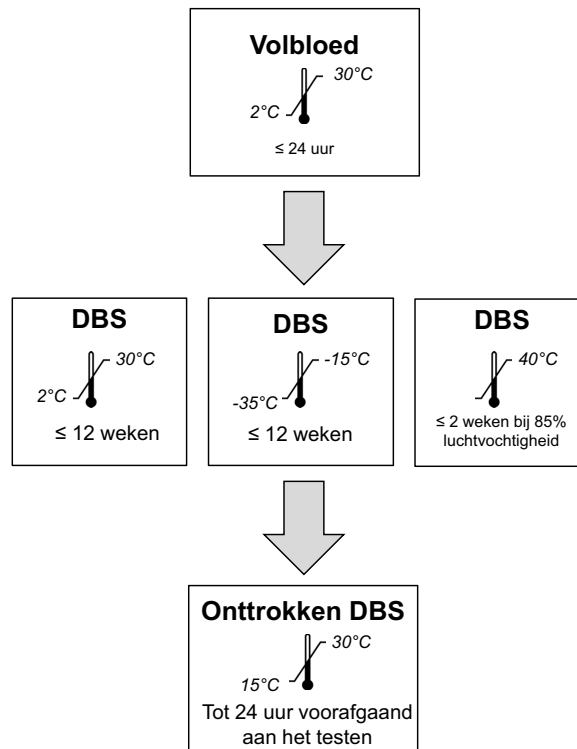 Volbloed
30°C
2°C
≤ 24 uur
DBS
30°C
2°C
≤ 12 weken
DBS
-15°C
-35°C
≤ 12 weken
DBS
40°C
≤ 2 weken bij 85%
luchtvochtigheid
Onttrokken DBS
30°C
15°C
Tot 24 uur voorafgaand
aan het testen